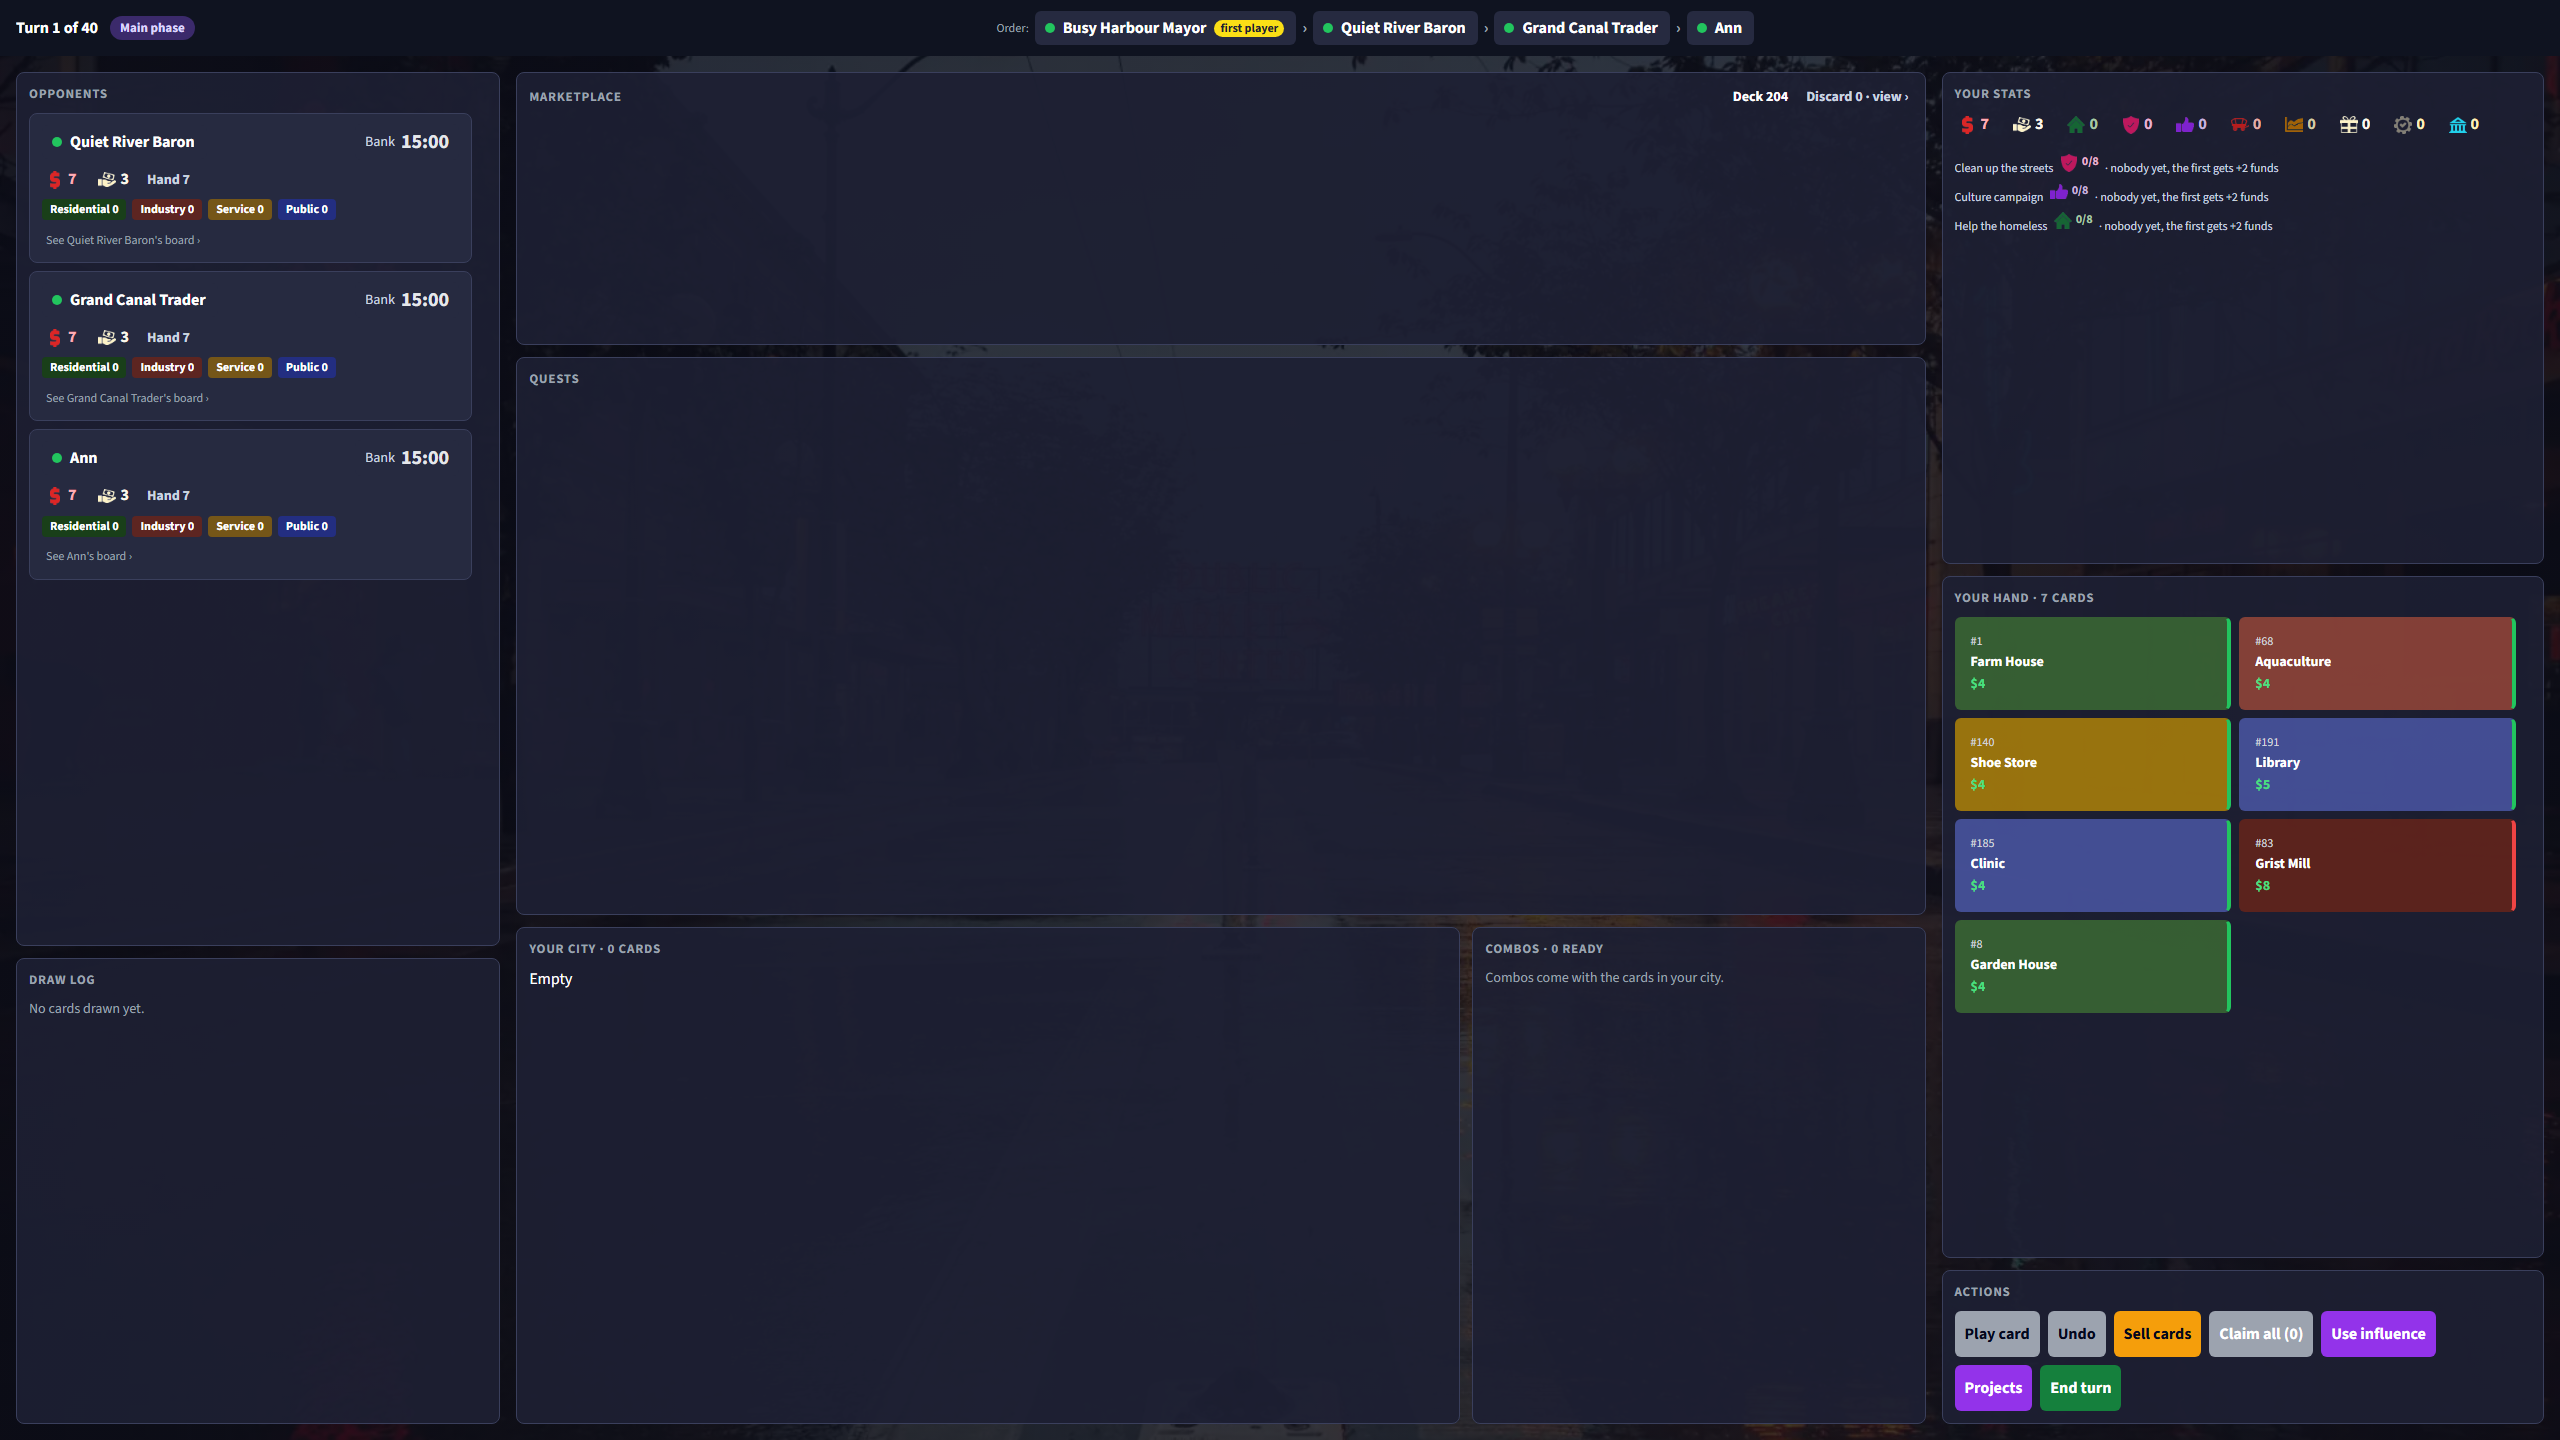 Turn 1 of 40 Main phase
Order: Busy Harbour Mayor first player › Quiet River Baron › Grand Canal Trader › Ann
OPPONENTS
Quiet River Baron Bank 15:00
$ 7 3 Hand 7
Residential 0 Industry 0 Service 0 Public 0
See Quiet River Baron's board ›
Grand Canal Trader Bank 15:00
$ 7 3 Hand 7
Residential 0 Industry 0 Service 0 Public 0
See Grand Canal Trader's board ›
Ann Bank 15:00
$ 7 3 Hand 7
Residential 0 Industry 0 Service 0 Public 0
See Ann's board ›
DRAW LOG
No cards drawn yet.
MARKETPLACE Deck 204 Discard 0 · view ›
QUESTS
YOUR CITY · 0 CARDS
Empty
COMBOS · 0 READY
Combos come with the cards in your city.
YOUR STATS
$ 7 3 0 0 0 0 0 0 0 0
Clean up the streets 0/8 · nobody yet, the first gets +2 funds
Culture campaign 0/8 · nobody yet, the first gets +2 funds
Help the homeless 0/8 · nobody yet, the first gets +2 funds
YOUR HAND · 7 CARDS
#1
Farm House
$4
#68
Aquaculture
$4
#140
Shoe Store
$4
#191
Library
$5
#185
Clinic
$4
#83
Grist Mill
$8
#8
Garden House
$4
ACTIONS
Play card Undo Sell cards Claim all (0) Use influence
Projects End turn